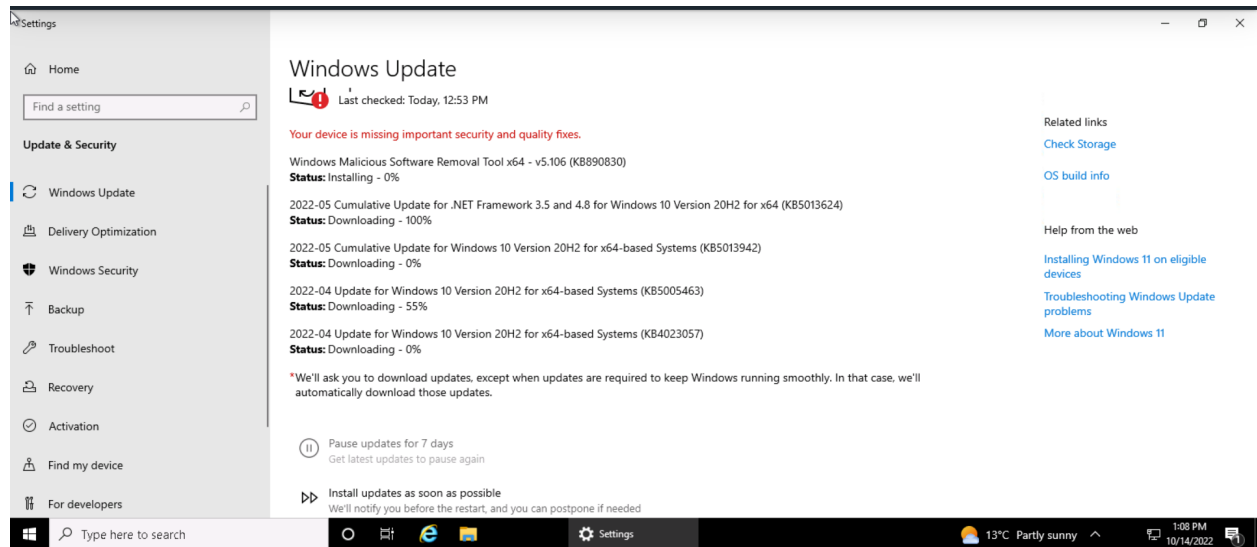 Settings
Home
Find a setting
Update & Security
Windows Update
Delivery Optimization
Windows Security
Backup
Troubleshoot
Recovery
Activation
Find my device
For developers
Windows Update
Last checked: Today, 12:53 PM
Your device is missing important security and quality fixes.
Windows Malicious Software Removal Tool x64 - v5.106 (KB890830)
Status: Installing - 0%
2022-05 Cumulative Update for .NET Framework 3.5 and 4.8 for Windows 10 Version 20H2 for x64 (KB5013624)
Status: Downloading - 100%
2022-05 Cumulative Update for Windows 10 Version 20H2 for x64-based Systems (KB5013942)
Status: Downloading - 0%
2022-04 Update for Windows 10 Version 20H2 for x64-based Systems (KB5005463)
Status: Downloading - 55%
2022-04 Update for Windows 10 Version 20H2 for x64-based Systems (KB4023057)
Status: Downloading - 0%
*We'll ask you to download updates, except when updates are required to keep Windows running smoothly. In that case, we'll
automatically download those updates.
Pause updates for 7 days
Get latest updates to pause again
Install updates as soon as possible
We'll notify you before the restart, and you can postpone if needed
Related links
Check Storage
OS build info
Help from the web
Installing Windows 11 on eligible
devices
Troubleshooting Windows Update
problems
More about Windows 11
Type here to search
Settings
13°C Partly sunny
1:08 PM
10/14/2022
1